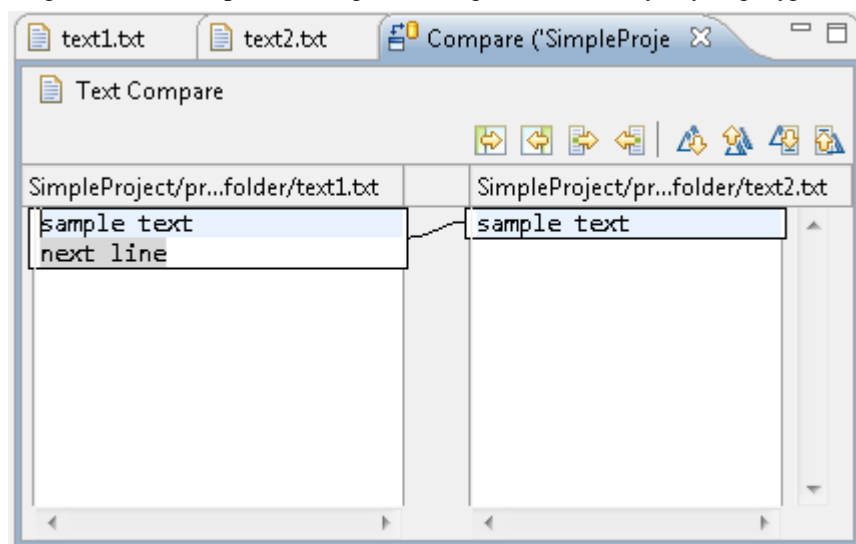 text1.txt text2.txt Compare ('SimpleProje
Text Compare
SimpleProject/pr...folder/text1.txt SimpleProject/pr...folder/text2.txt
sample text sample text
next line